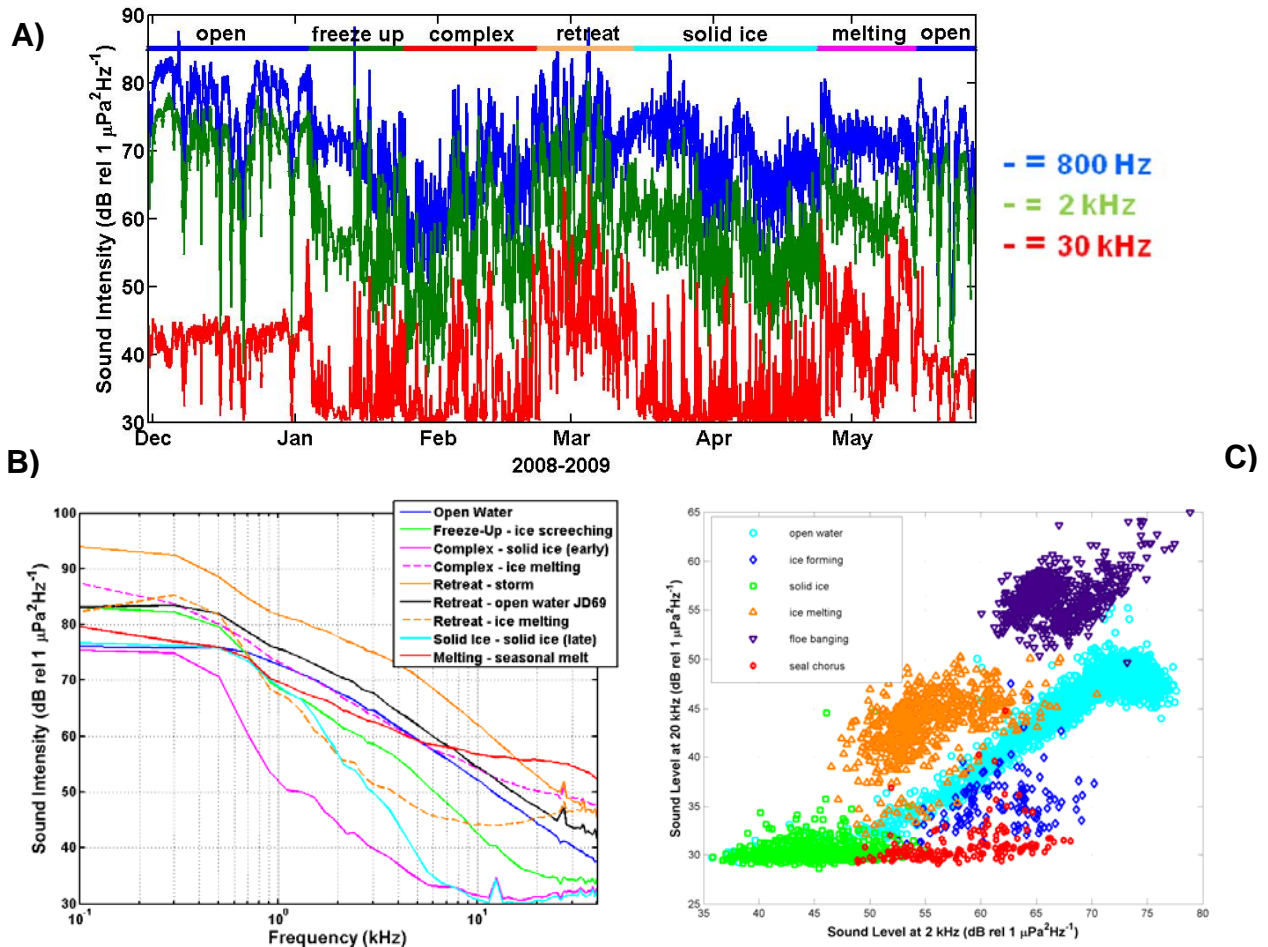 A)
open freeze up complex retreat solid ice melting open
Sound Intensity (dB rel 1 μPa²Hz⁻¹)
90
80
70
60
50
40
30
Dec Jan Feb Mar Apr May
2008-2009
- = 800 Hz
- = 2 kHz
- = 30 kHz
B)
Sound Intensity (dB rel 1 μPa²Hz⁻¹)
100
90
80
70
60
50
40
30
10⁻¹ 10⁰ 10¹
Frequency (kHz)
Open Water
Freeze-Up - ice screeching
Complex - solid ice (early)
Complex - ice melting
Retreat - storm
Retreat - open water JD69
Retreat - ice melting
Solid Ice - solid ice (late)
Melting - seasonal melt
C)
Sound Level at 20 kHz (dB rel 1 μPa²Hz⁻¹)
65
60
55
50
45
40
35
30
25
35 40 45 50 55 60 65 70 75 80
Sound Level at 2 kHz (dB rel 1 μPa²Hz⁻¹)
open water
ice forming
solid ice
ice melting
floe banging
seal chorus